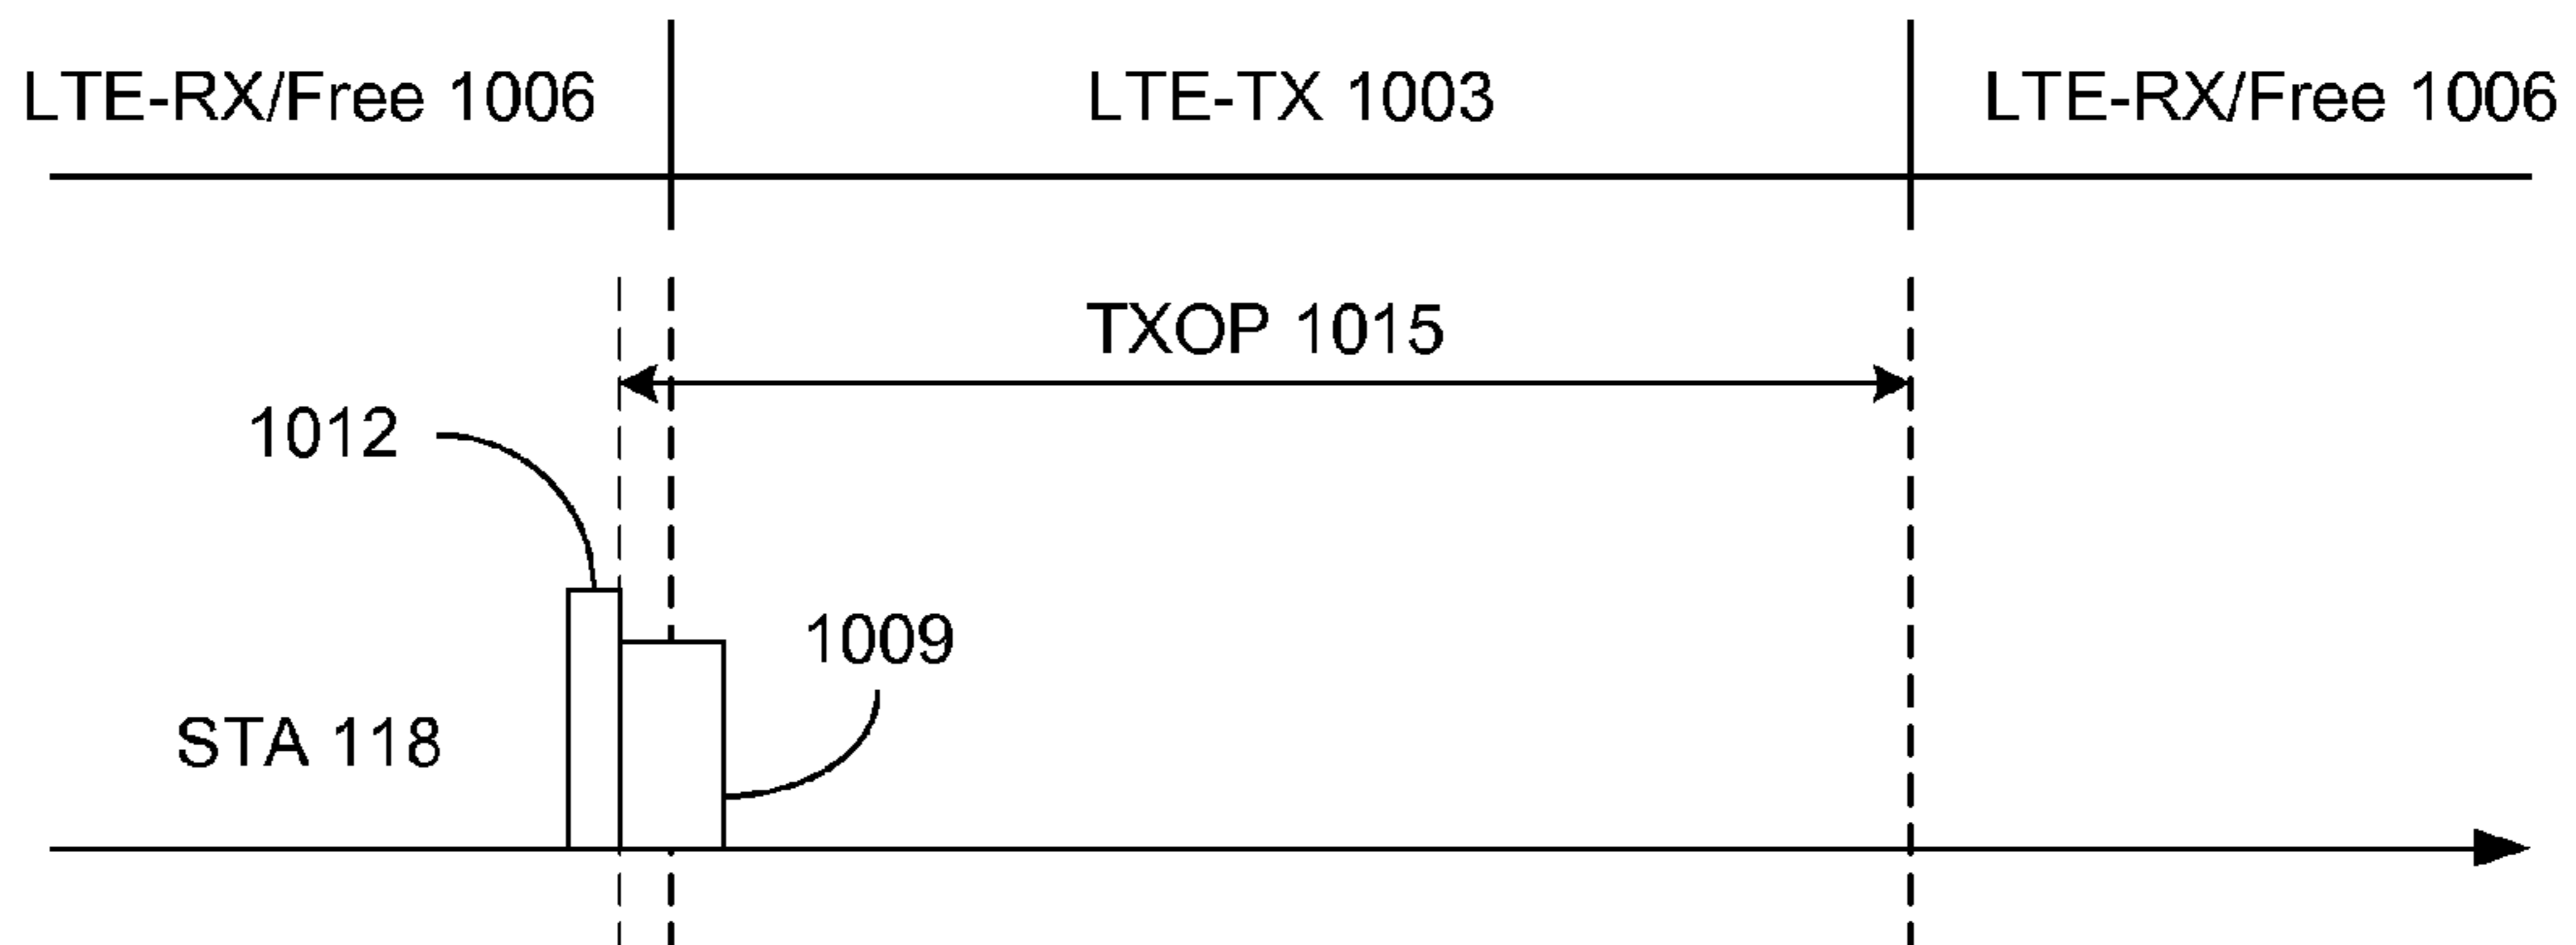 LTE-RX/Free 1006
LTE-TX 1003
LTE-RX/Free 1006
TXOP 1015
1012
1009
STA 118